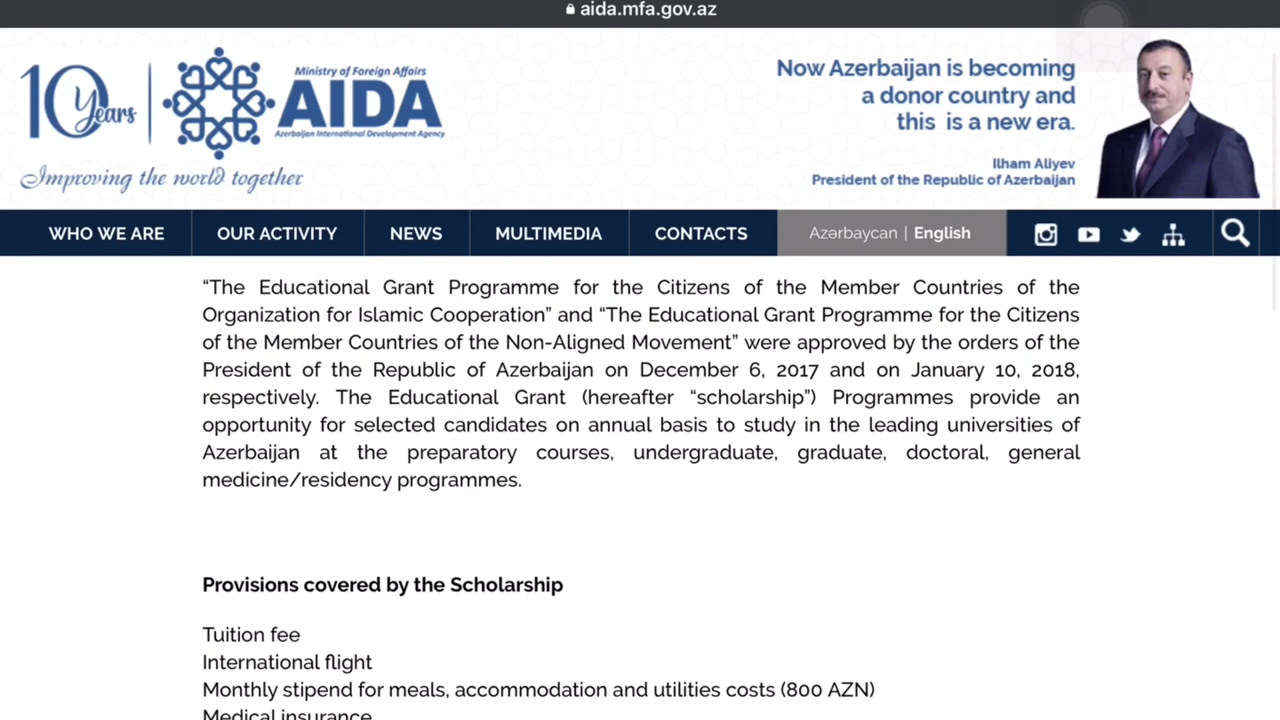 aida.mfa.gov.az
10 Years
Ministry of Foreign Affairs
AIDA
Azerbaijan International Development Agency
Improving the world together
Now Azerbaijan is becoming
a donor country and
this is a new era.
Ilham Aliyev
President of the Republic of Azerbaijan
WHO WE ARE OUR ACTIVITY NEWS MULTIMEDIA CONTACTS Azərbaycan | English
“The Educational Grant Programme for the Citizens of the Member Countries of the
Organization for Islamic Cooperation” and “The Educational Grant Programme for the Citizens
of the Member Countries of the Non-Aligned Movement” were approved by the orders of the
President of the Republic of Azerbaijan on December 6, 2017 and on January 10, 2018,
respectively. The Educational Grant (hereafter “scholarship”) Programmes provide an
opportunity for selected candidates on annual basis to study in the leading universities of
Azerbaijan at the preparatory courses, undergraduate, graduate, doctoral, general
medicine/residency programmes.
Provisions covered by the Scholarship
Tuition fee
International flight
Monthly stipend for meals, accommodation and utilities costs (800 AZN)
Medical insurance